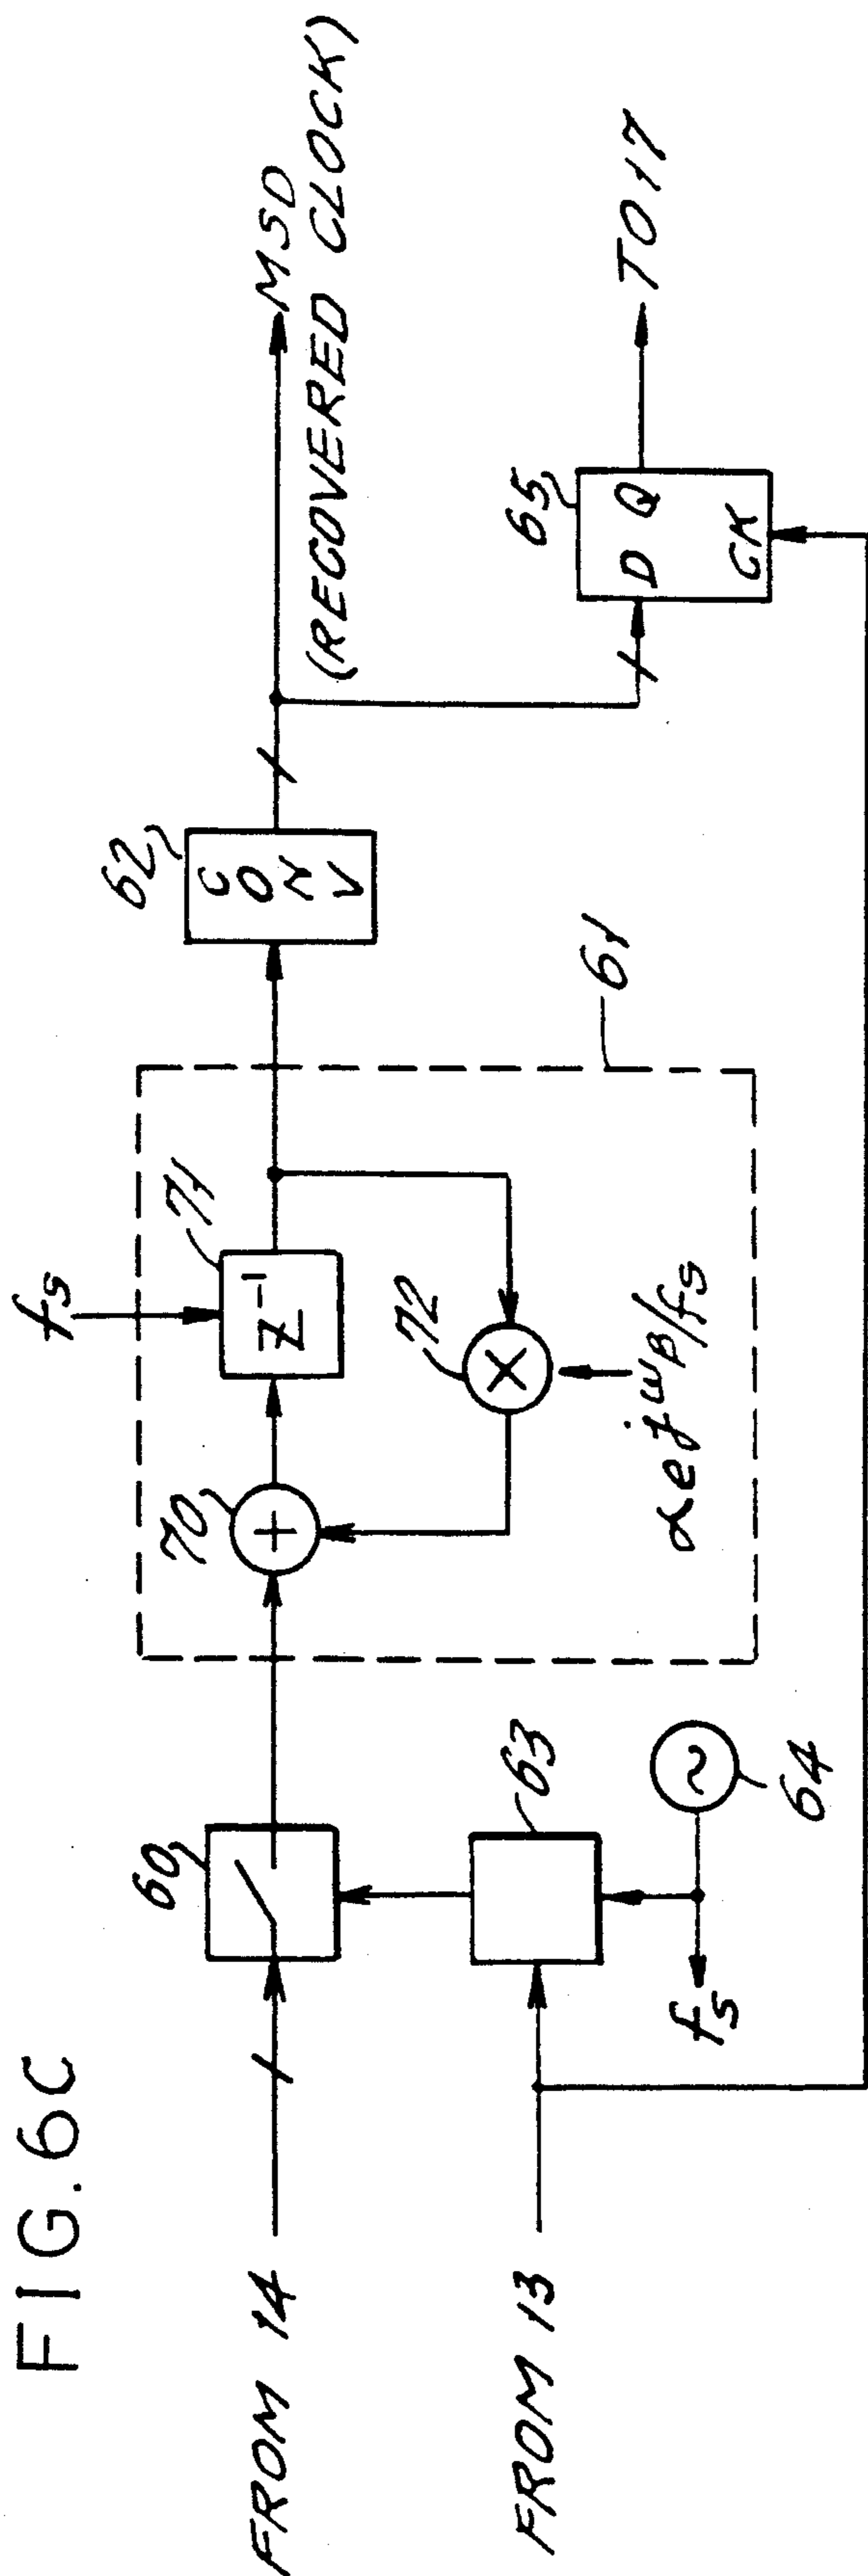 FIG. 6C
FROM 14
FROM 13
60
63
64
fs
fs
70
71
Z⁻¹
72
αe^jωβ/fs
61
62
CONV
MSD
(RECOVERED CLOCK)
65
D Q
CK
TO 17